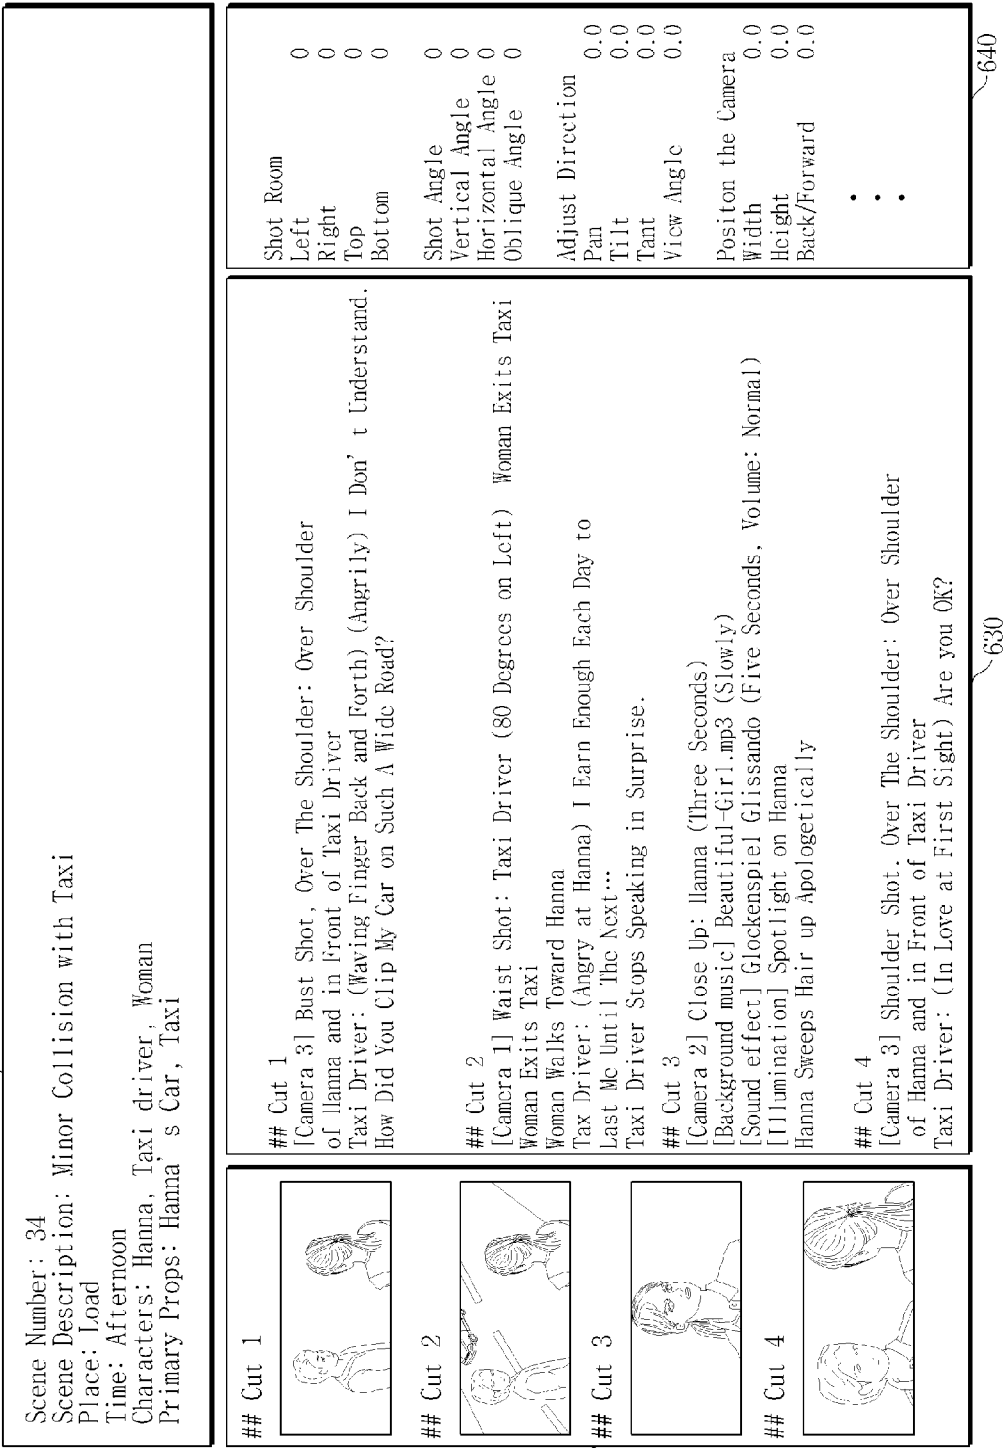 Scene Number: 34
Scene Description: Minor Collision with Taxi
Place: Load
Time: Afternoon
Characters: Hanna, Taxi driver, Woman
Primary Props: Hanna's Car, Taxi
## Cut 1
## Cut 2
## Cut 3
## Cut 4
## Cut 1
[Camera 3] Bust Shot, Over The Shoulder: Over Shoulder
of Hanna and in Front of Taxi Driver
Taxi Driver: (Waving Finger Back and Forth) (Angrily) I Don't Understand.
How Did You Clip My Car on Such A Wide Road?
## Cut 2
[Camera 1] Waist Shot: Taxi Driver (80 Degrees on Left) Woman Exits Taxi
Woman Exits Taxi
Woman Walks Toward Hanna
Tax Driver: (Angry at Hanna) I Earn Enough Each Day to
Last Me Until The Next…
Taxi Driver Stops Speaking in Surprise.
## Cut 3
[Camera 2] Close Up: Hanna (Three Seconds)
[Background music] Beautiful-Girl.mp3 (Slowly)
[Sound effect] Glockenspiel Glissando (Five Seconds, Volume: Normal)
[Illumination] Spotlight on Hanna
Hanna Sweeps Hair up Apologetically
## Cut 4
[Camera 3] Shoulder Shot. Over The Shoulder: Over Shoulder
of Hanna and in Front of Taxi Driver
Taxi Driver: (In Love at First Sight) Are you OK?
630
Shot Room
Left 0
Right 0
Top 0
Bottom 0
Shot Angle 0
Vertical Angle 0
Horizontal Angle 0
Oblique Angle 0
Adjust Direction
Pan 0.0
Tilt 0.0
Tant 0.0
View Angle 0.0
Positon the Camera
Width 0.0
Height 0.0
Back/Forward 0.0
640